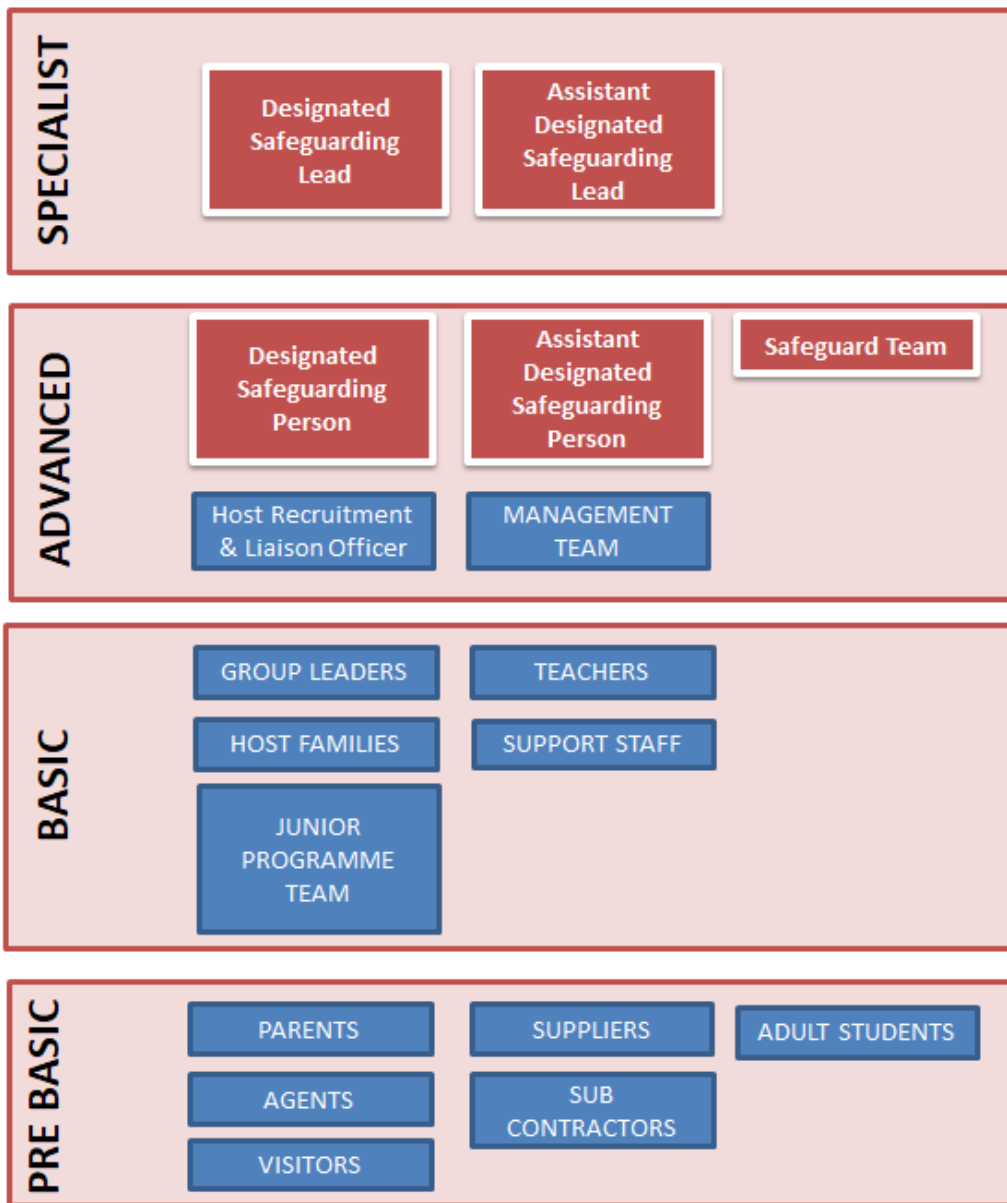 SPECIALIST
Designated
Safeguarding
Lead
Assistant
Designated
Safeguarding
Lead
ADVANCED
Designated
Safeguarding
Person
Assistant
Designated
Safeguarding
Person
Safeguard Team
Host Recruitment
& Liaison Officer
MANAGEMENT
TEAM
BASIC
GROUP LEADERS
TEACHERS
HOST FAMILIES
SUPPORT STAFF
JUNIOR
PROGRAMME
TEAM
PRE BASIC
PARENTS
SUPPLIERS
ADULT STUDENTS
AGENTS
SUB
CONTRACTORS
VISITORS